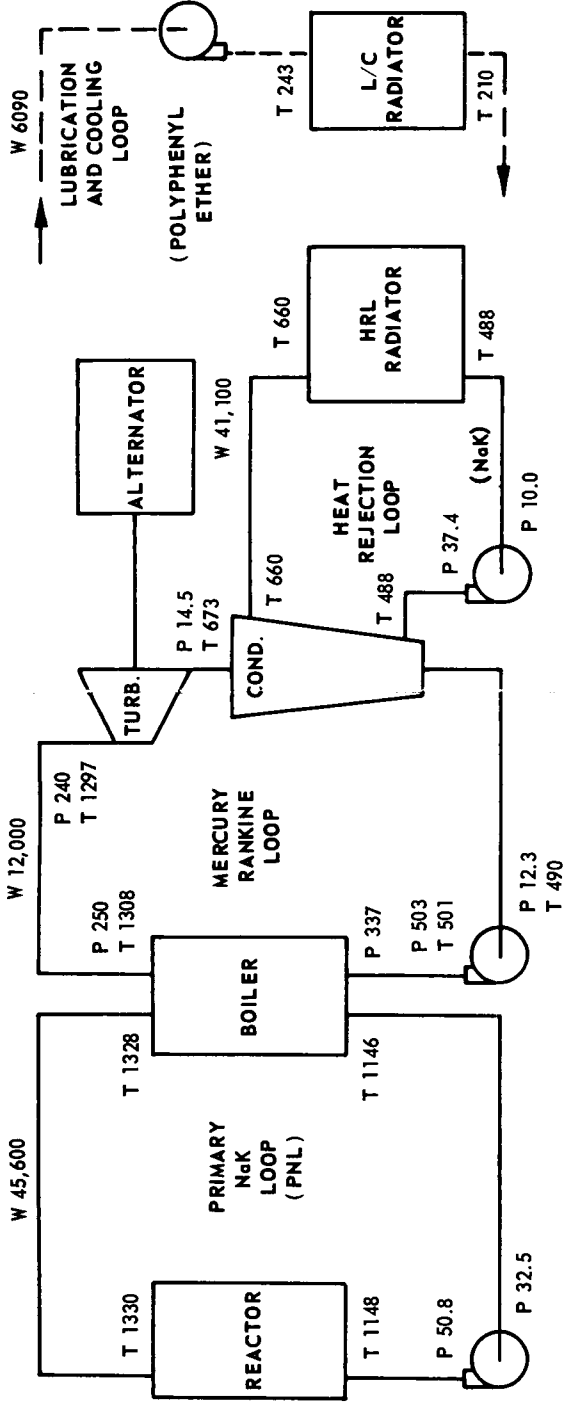 W 45,600
T 1330
REACTOR
T 1148
P 50.8
P 32.5
PRIMARY
NaK
LOOP
(PNL)
T 1328
T 1146
BOILER
P 250
T 1308
P 337
P 503
T 501
W 12,000
P 240
T 1297
MERCURY
RANKINE
LOOP
P 12.3
T 490
TURB.
ALTERNATOR
P 14.5
T 673
COND.
T 660
T 488
P 37.4
P 10.0
W 41,100
HEAT
REJECTION
LOOP
(NaK)
T 660
HRL
RADIATOR
T 488
W 6090
LUBRICATION
AND COOLING
LOOP
(POLYPHENYL
ETHER)
T 243
L/C
RADIATOR
T 210